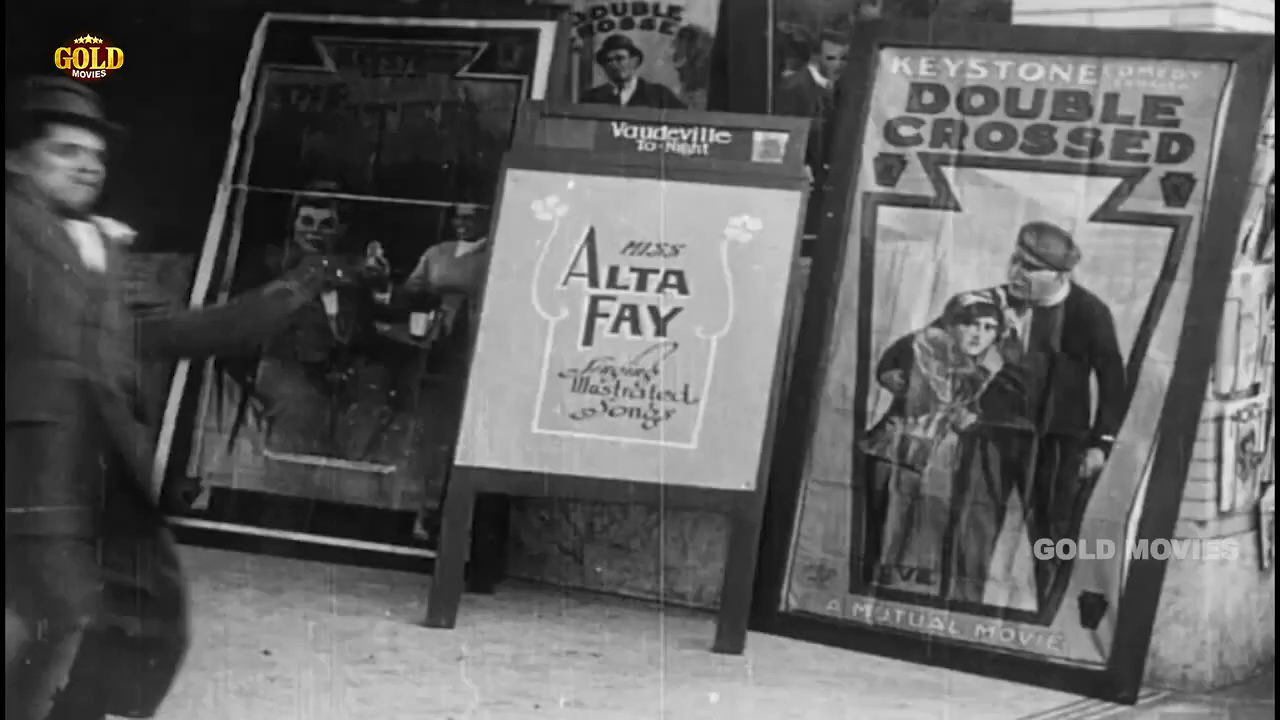 GOLD
MOVIES
DOUBLE
CROSSE
Vaudeville
To-Night
MISS
ALTA
FAY
Singing
Illustrated
Songs
KEYSTONE COMEDY
DOUBLE
CROSSED
A MUTUAL MOVIE
GOLD MOVIES